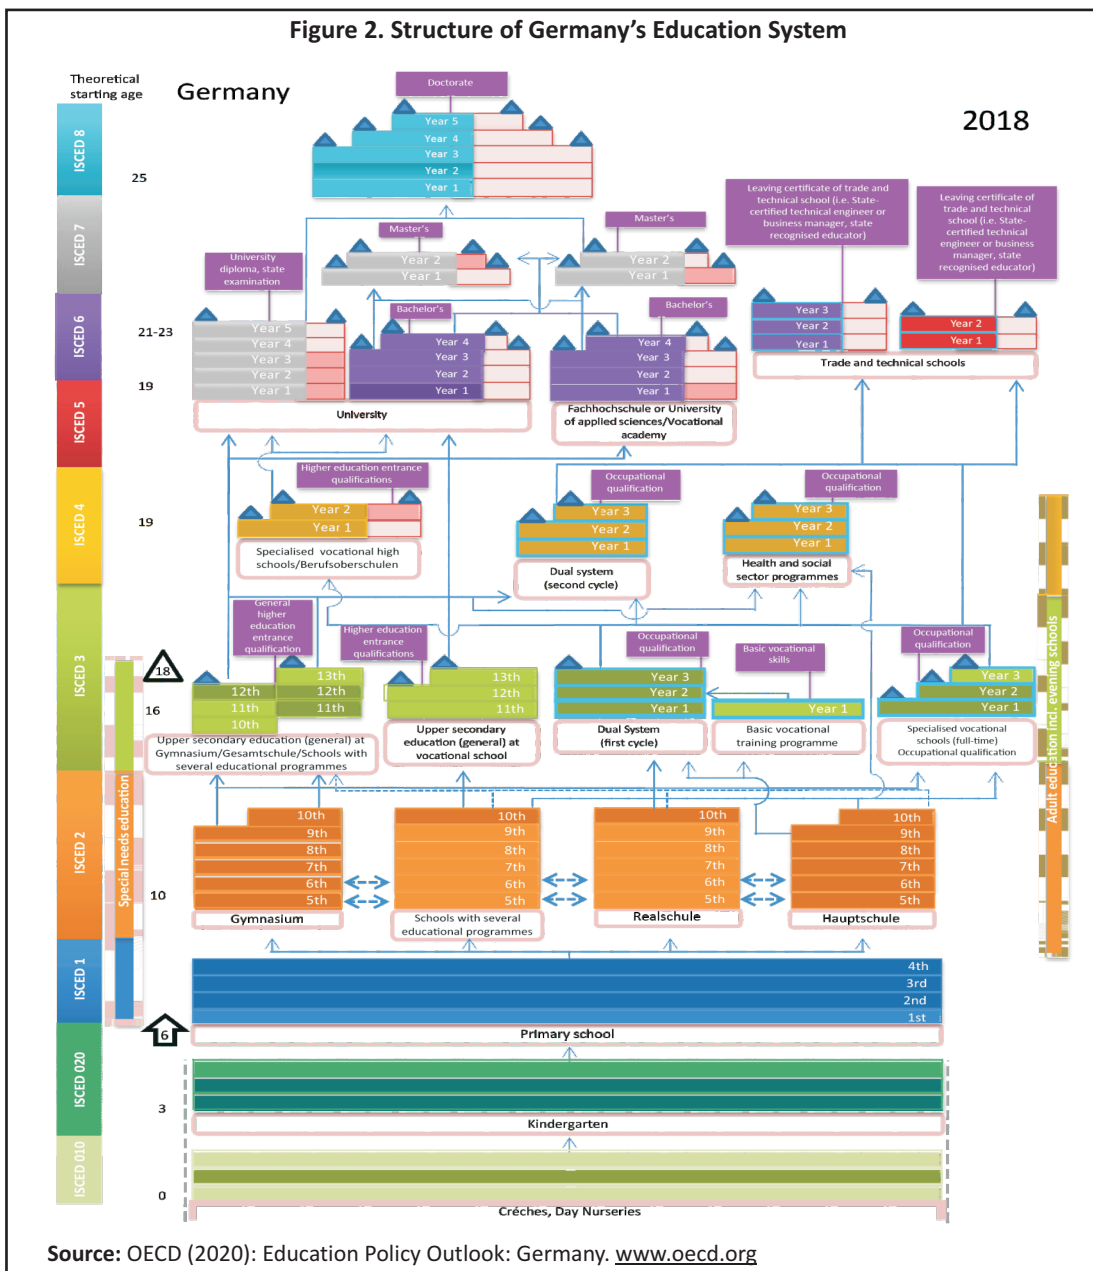 Figure 2. Structure of Germany's Education System
Theoretical
starting age
Germany
2018
Doctorate
Year 5
Year 4
Year 3
Year 2
Year 1
ISCED 8
25
Leaving certificate of trade and
technical school (i.e. State-
certified technical engineer or
business manager, state
recognised educator)
Leaving certificate of
trade and technical
school (i.e. State-
certified technical
engineer or business
manager, state
recognised educator)
ISCED 7
Master's
Year 2
Year 1
Master's
Year 2
Year 1
University
diploma, state
examination
Year 5
Year 4
Year 3
Year 2
Year 1
Bachelor's
Year 4
Year 3
Year 2
Year 1
University
Bachelor's
Year 4
Year 3
Year 2
Year 1
Fachhochschule or University
of applied sciences/Vocational
academy
Year 3
Year 2
Year 1
Year 2
Year 1
Trade and technical schools
ISCED 6
21-23
19
ISCED 5
Higher education entrance
qualifications
Year 2
Year 1
Specialised vocational high
schools/Berufsoberschulen
Occupational
qualification
Year 3
Year 2
Year 1
Dual system
(second cycle)
Occupational
qualification
Year 3
Year 2
Year 1
Health and social
sector programmes
ISCED 4
19
General
higher
education
entrance
qualification
13th
12th
12th
11th
11th
10th
Upper secondary education (general) at
Gymnasium/Gesamtschule/Schools with
several educational programmes
Higher education entrance
qualifications
13th
12th
11th
Upper secondary
education (general) at
vocational school
Occupational
qualification
Year 3
Year 2
Year 1
Dual System
(first cycle)
Basic vocational
skills
Year 1
Basic vocational
training programme
Occupational
qualification
Year 3
Year 2
Year 1
Specialised vocational
schools (full-time)
Occupational qualification
ISCED 3
18
16
Adult education incl. evening schools
Special needs education
ISCED 2
10
10th
9th
8th
7th
6th
5th
Gymnasium
10th
9th
8th
7th
6th
5th
Schools with several
educational programmes
10th
9th
8th
7th
6th
5th
Realschule
10th
9th
8th
7th
6th
5th
Hauptschule
ISCED 1
4th
3rd
2nd
1st
6
Primary school
ISCED 020
3
Kindergarten
ISCED 010
0
Créches, Day Nurseries
Source: OECD (2020): Education Policy Outlook: Germany. www.oecd.org